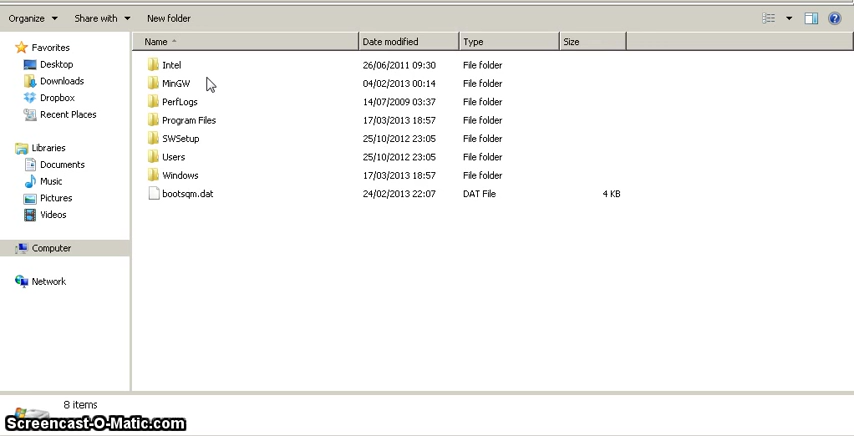 Organize Share with New folder
Name Date modified Type Size
Favorites
Desktop
Downloads
Dropbox
Recent Places
Libraries
Documents
Music
Pictures
Videos
Computer
Network
Intel 26/06/2011 09:30 File folder
MinGW 04/02/2013 00:14 File folder
PerfLogs 14/07/2009 03:37 File folder
Program Files 17/03/2013 18:57 File folder
SWSetup 25/10/2012 23:05 File folder
Users 25/10/2012 23:05 File folder
Windows 17/03/2013 18:57 File folder
bootsqm.dat 24/02/2013 22:07 DAT File 4 KB
8 items
Screencast-O-Matic.com